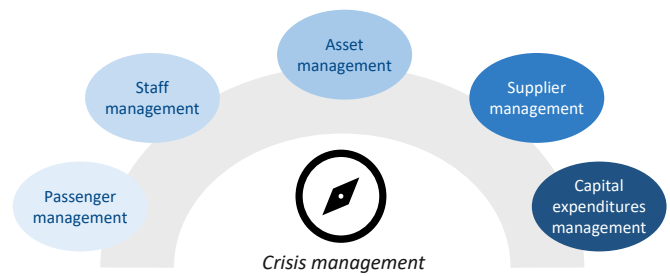 Asset
management
Staff
management
Supplier
management
Passenger
management
Capital
expenditures
management
Crisis management